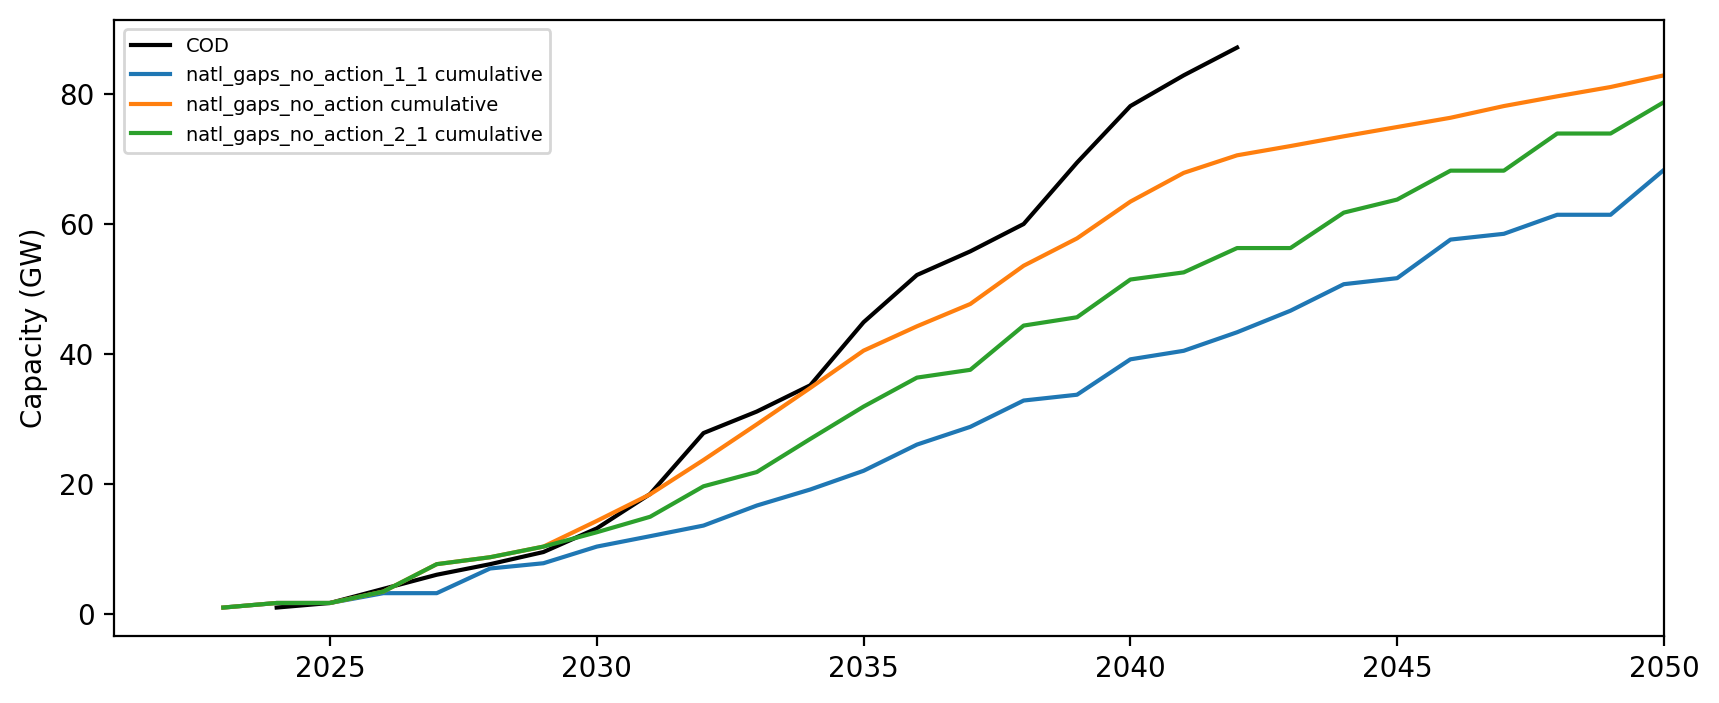 COD
natl_gaps_no_action_1_1 cumulative
natl_gaps_no_action cumulative
natl_gaps_no_action_2_1 cumulative
Capacity (GW)
80
60
40
20
0
2025 2030 2035 2040 2045 2050